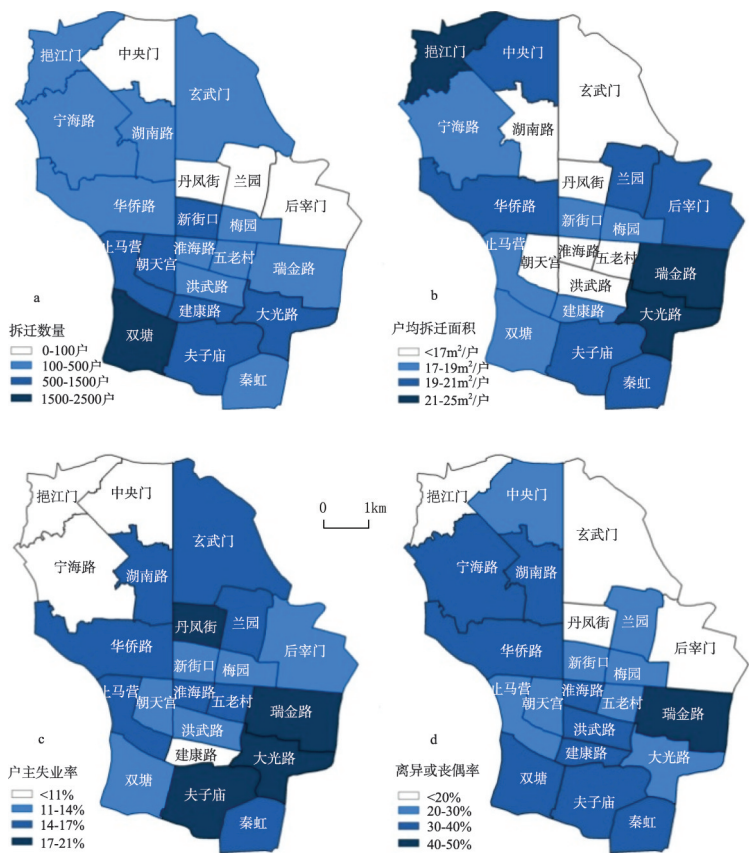 挹江门
中央门
玄武门
宁海路
湖南路
丹凤街
兰园
后宰门
华侨路
新街口
梅园
止马营
朝天宫
淮海路
五老村
瑞金路
洪武路
建康路
大光路
双塘
夫子庙
秦虹
a
拆迁数量
0-100户
100-500户
500-1500户
1500-2500户
挹江门
中央门
玄武门
宁海路
湖南路
丹凤街
兰园
后宰门
华侨路
新街口
梅园
止马营
朝天宫
淮海路
五老村
瑞金路
洪武路
建康路
大光路
双塘
夫子庙
秦虹
b
户均拆迁面积
<17m²/户
17-19m²/户
19-21m²/户
21-25m²/户
0 1km
挹江门
中央门
玄武门
宁海路
湖南路
丹凤街
兰园
后宰门
华侨路
新街口
梅园
止马营
朝天宫
淮海路
五老村
瑞金路
洪武路
建康路
大光路
双塘
夫子庙
秦虹
c
户主失业率
<11%
11-14%
14-17%
17-21%
挹江门
中央门
玄武门
宁海路
湖南路
丹凤街
兰园
后宰门
华侨路
新街口
梅园
止马营
朝天宫
淮海路
五老村
瑞金路
洪武路
建康路
大光路
双塘
夫子庙
秦虹
d
离异或丧偶率
<20%
20-30%
30-40%
40-50%